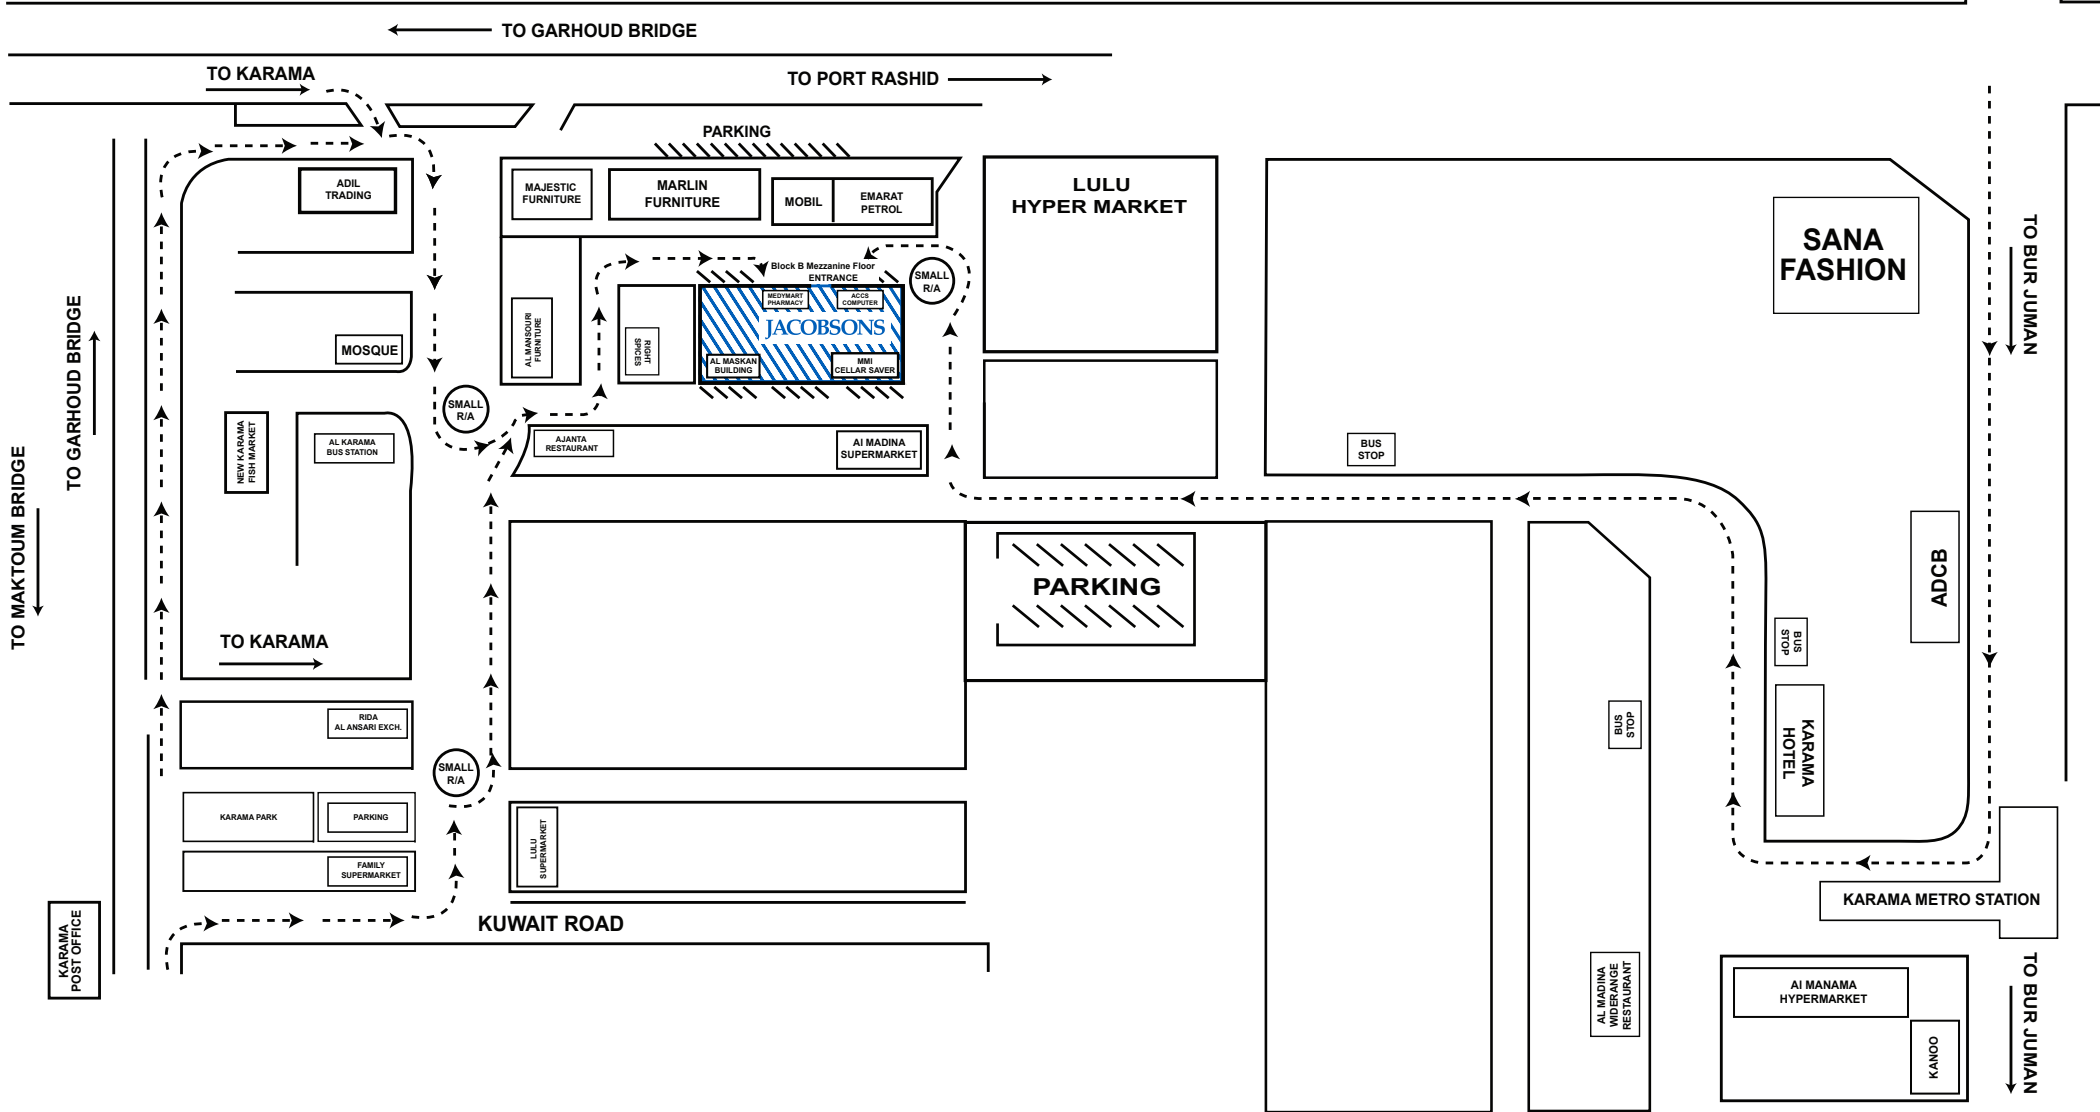 TO GARHOUD BRIDGE
TO KARAMA
TO PORT RASHID
PARKING
ADIL
TRADING
MAJESTIC
FURNITURE
MARLIN
FURNITURE
MOBIL
EMARAT
PETROL
LULU
HYPER MARKET
SANA
FASHION
TO BUR JUMAN
Block B Mezzanine Floor
ENTRANCE
SMALL
R/A
MEDYMART
PHARMACY
ACCS
COMPUTER
JACOBSONS
AL MASKAN
BUILDING
MMI
CELLAR SAVER
AL MANSOURI
FURNITURE
RIGHT
SPICES
MOSQUE
TO GARHOUD BRIDGE
TO MAKTOUM BRIDGE
SMALL
R/A
NEW KARAMA
FISH MARKET
AL KARAMA
BUS STATION
AJANTA
RESTAURANT
Al MADINA
SUPERMARKET
BUS
STOP
PARKING
ADCB
TO KARAMA
BUS
STOP
RIDA
AL ANSARI EXCH.
BUS
STOP
KARAMA
HOTEL
SMALL
R/A
KARAMA PARK
PARKING
LULU
SUPERMARKET
FAMILY
SUPERMARKET
KARAMA METRO STATION
KUWAIT ROAD
KARAMA
POST OFFICE
AL MADINA
WIDERANGE
RESTAURANT
Al MANAMA
HYPERMARKET
KANOO
TO BUR JUMAN